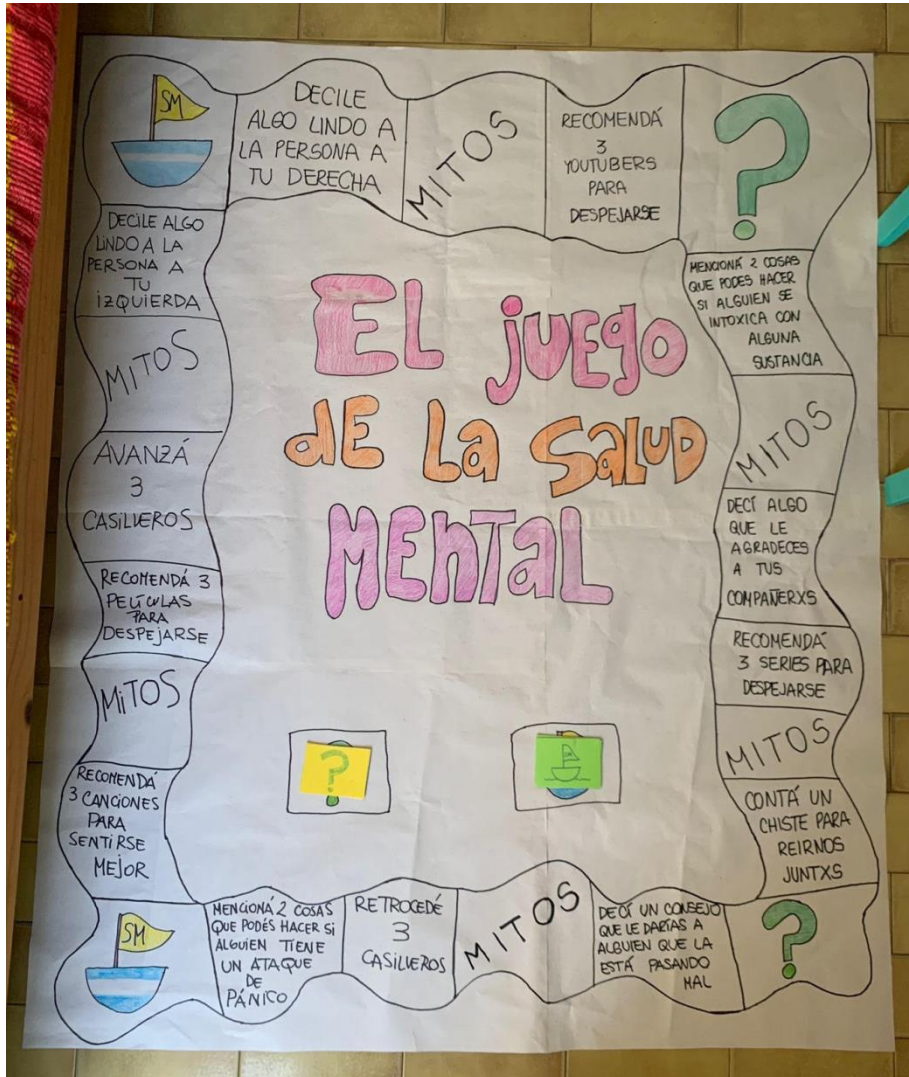 SM
DECILE
ALGO LINDO A
LA PERSONA A
TU DERECHA
MITOS
RECOMENDÁ
3
YOUTUBERS
PARA
DESPEJARSE
?
MENCIONÁ 2 COSAS
QUE PODES HACER
SI ALGUIEN SE
INTOXICA CON
ALGUNA
SUSTANCIA
MITOS
DECÍ ALGO
QUE LE
AGRADECES
A TUS
COMPAÑERXS
RECOMENDÁ
3 SERIES PARA
DESPEJARSE
MITOS
CONTÁ UN
CHISTE PARA
REIRNOS
JUNTXS
?
DECÍ UN CONSEJO
QUE LE DARÍAS A
ALGUIEN QUE LA
ESTÁ PASANDO
MAL
MITOS
RETROCEDÉ
3
CASILLEROS
MENCIONÁ 2 COSAS
QUE PODÉS HACER SI
ALGUIEN TIENE
UN ATAQUE
DE
PÁNICO
SM
RECOMENDÁ
3 CANCIONES
PARA
SENTIRSE
MEJOR
MITOS
RECOMENDÁ 3
PELÍCULAS
PARA
DESPEJARSE
AVANZÁ
3
CASILLEROS
MITOS
DECILE ALGO
LINDO A LA
PERSONA A
TU
IZQUIERDA
EL juEgo
dE La SaLUD
MEnTaL
?